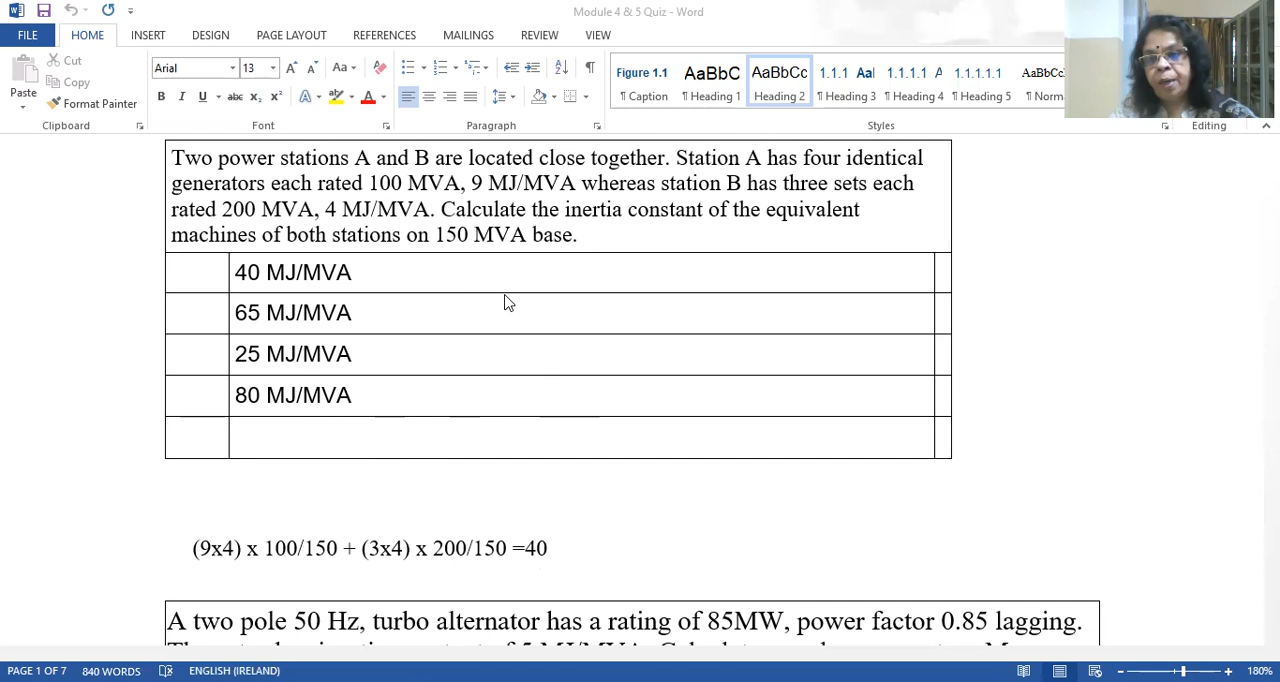 Module 4 & 5 Quiz - Word
FILE HOME INSERT DESIGN PAGE LAYOUT REFERENCES MAILINGS REVIEW VIEW
Paste
Cut
Copy
Format Painter
Clipboard
Arial 13
Font
Paragraph
Figure 1.1 AaBbC AaBbCc 1.1.1 Aal 1.1.1.1 A 1.1.1.1.1 AaBbCc
¶ Caption ¶ Heading 1 Heading 2 ¶ Heading 3 ¶ Heading 4 ¶ Heading 5 ¶ Norm
Styles
Editing
Two power stations A and B are located close together. Station A has four identical
generators each rated 100 MVA, 9 MJ/MVA whereas station B has three sets each
rated 200 MVA, 4 MJ/MVA. Calculate the inertia constant of the equivalent
machines of both stations on 150 MVA base.
40 MJ/MVA
65 MJ/MVA
25 MJ/MVA
80 MJ/MVA
(9x4) x 100/150 + (3x4) x 200/150 =40
A two pole 50 Hz, turbo alternator has a rating of 85MW, power factor 0.85 lagging.
PAGE 1 OF 7 840 WORDS ENGLISH (IRELAND) 180%